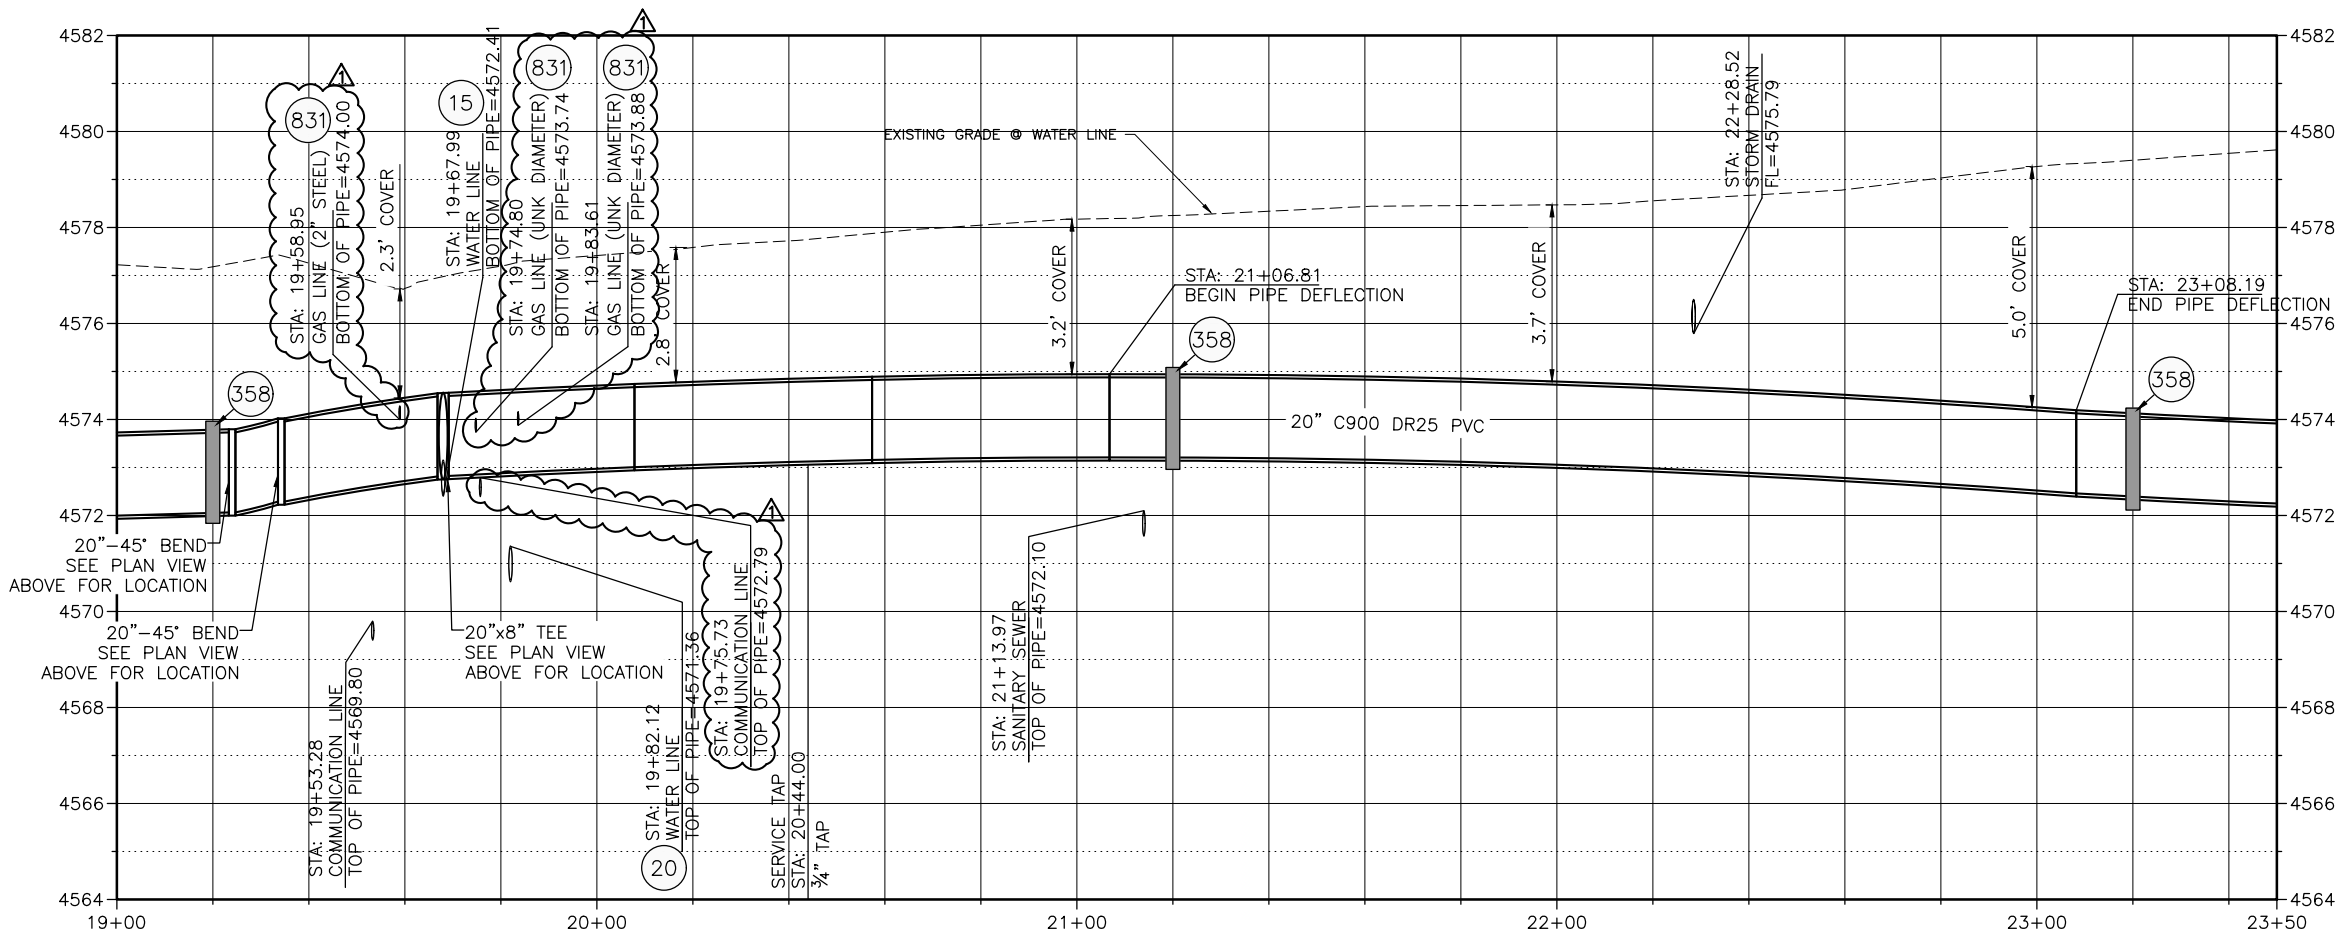 4582
4580
4578
4576
4574
4572
4570
4568
4566
4564
4582
4580
4578
4576
4574
4572
4570
4568
4566
4564
19+00
20+00
21+00
22+00
23+00
23+50
1
831
STA: 19+58.95
GAS LINE (2" STEEL)
BOTTOM OF PIPE=4574.00
2.3' COVER
15
STA: 19+67.99
WATER LINE
BOTTOM OF PIPE=4572.41
1
831
831
STA: 19+74.80
GAS LINE (UNK DIAMETER)
BOTTOM OF PIPE=4573.74
STA: 19+83.61
GAS LINE (UNK DIAMETER)
BOTTOM OF PIPE=4573.88
2.8' COVER
EXISTING GRADE @ WATER LINE
3.2' COVER
STA: 21+06.81
BEGIN PIPE DEFLECTION
358
3.7' COVER
STA: 22+28.52
STORM DRAIN
FL=4575.79
5.0' COVER
STA: 23+08.19
END PIPE DEFLECTION
358
358
20" C900 DR25 PVC
20"-45° BEND
SEE PLAN VIEW
ABOVE FOR LOCATION
20"-45° BEND
SEE PLAN VIEW
ABOVE FOR LOCATION
20"x8" TEE
SEE PLAN VIEW
ABOVE FOR LOCATION
STA: 19+53.28
COMMUNICATION LINE
TOP OF PIPE=4569.80
20
STA: 19+82.12
WATER LINE
TOP OF PIPE=4571.36
1
STA: 19+75.73
COMMUNICATION LINE
TOP OF PIPE=4572.79
SERVICE TAP
STA: 20+44.00
¾" TAP
STA: 21+13.97
SANITARY SEWER
TOP OF PIPE=4572.10